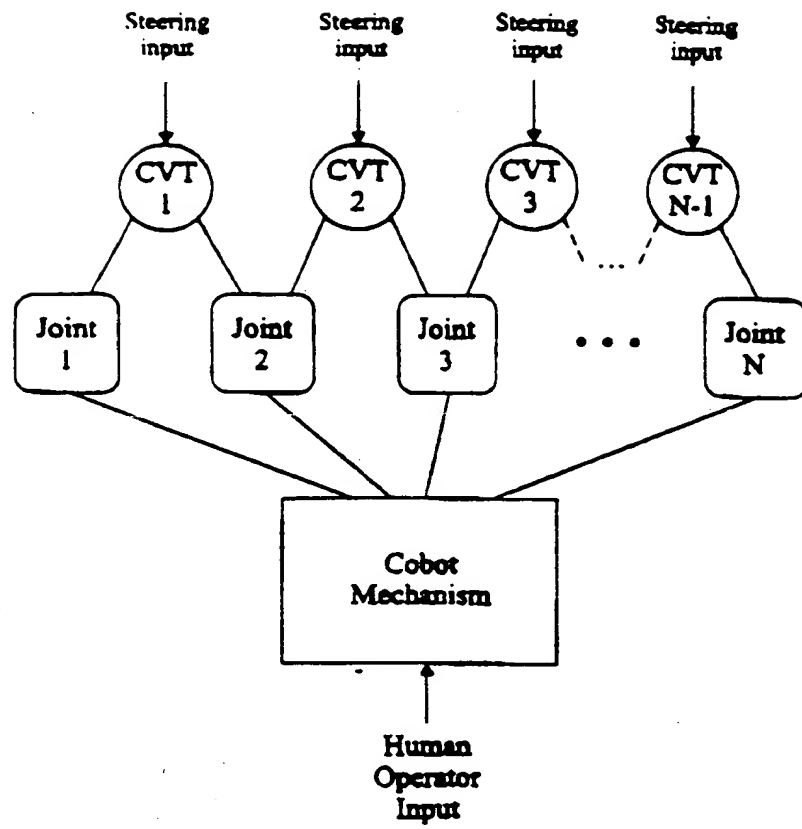 Steering input
Steering input
Steering input
Steering input
CVT 1
CVT 2
CVT 3
CVT N-1
...
Joint 1
Joint 2
Joint 3
• • •
Joint N
Cobot
Mechanism
Human
Operator
Input